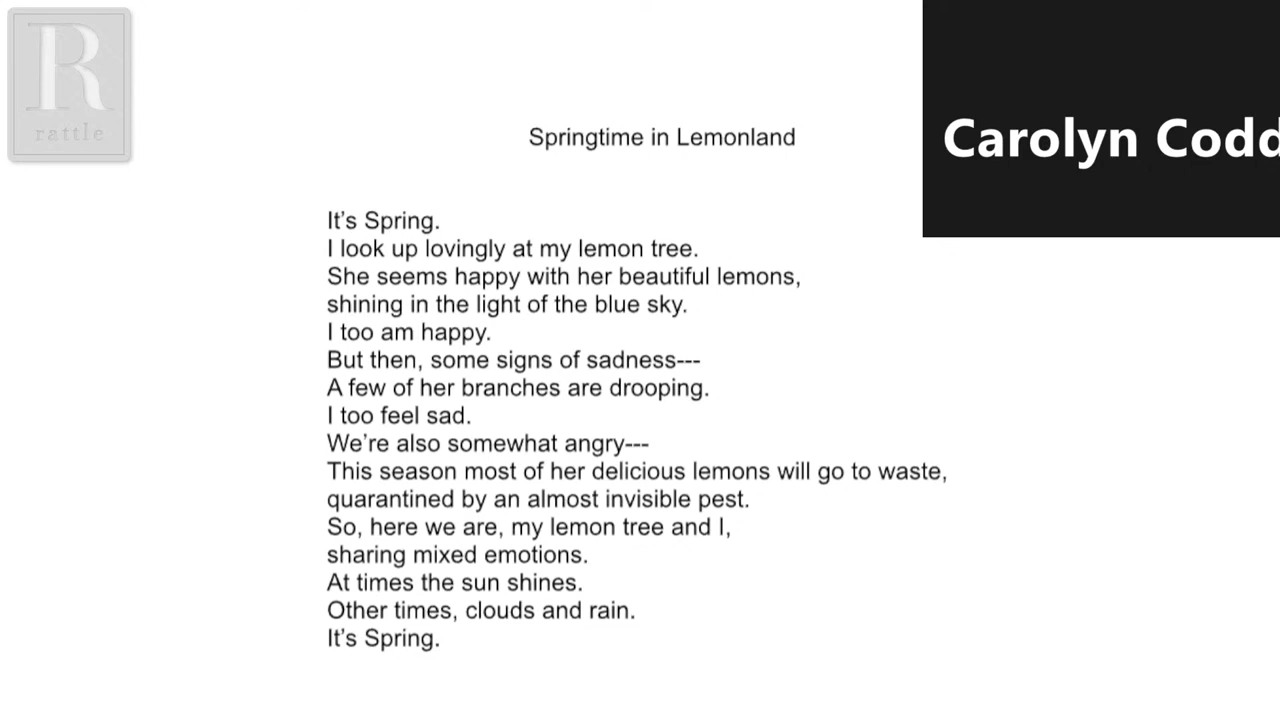 R
rattle
Carolyn Codd
Springtime in Lemonland
It’s Spring.
I look up lovingly at my lemon tree.
She seems happy with her beautiful lemons,
shining in the light of the blue sky.
I too am happy.
But then, some signs of sadness---
A few of her branches are drooping.
I too feel sad.
We’re also somewhat angry---
This season most of her delicious lemons will go to waste,
quarantined by an almost invisible pest.
So, here we are, my lemon tree and I,
sharing mixed emotions.
At times the sun shines.
Other times, clouds and rain.
It’s Spring.